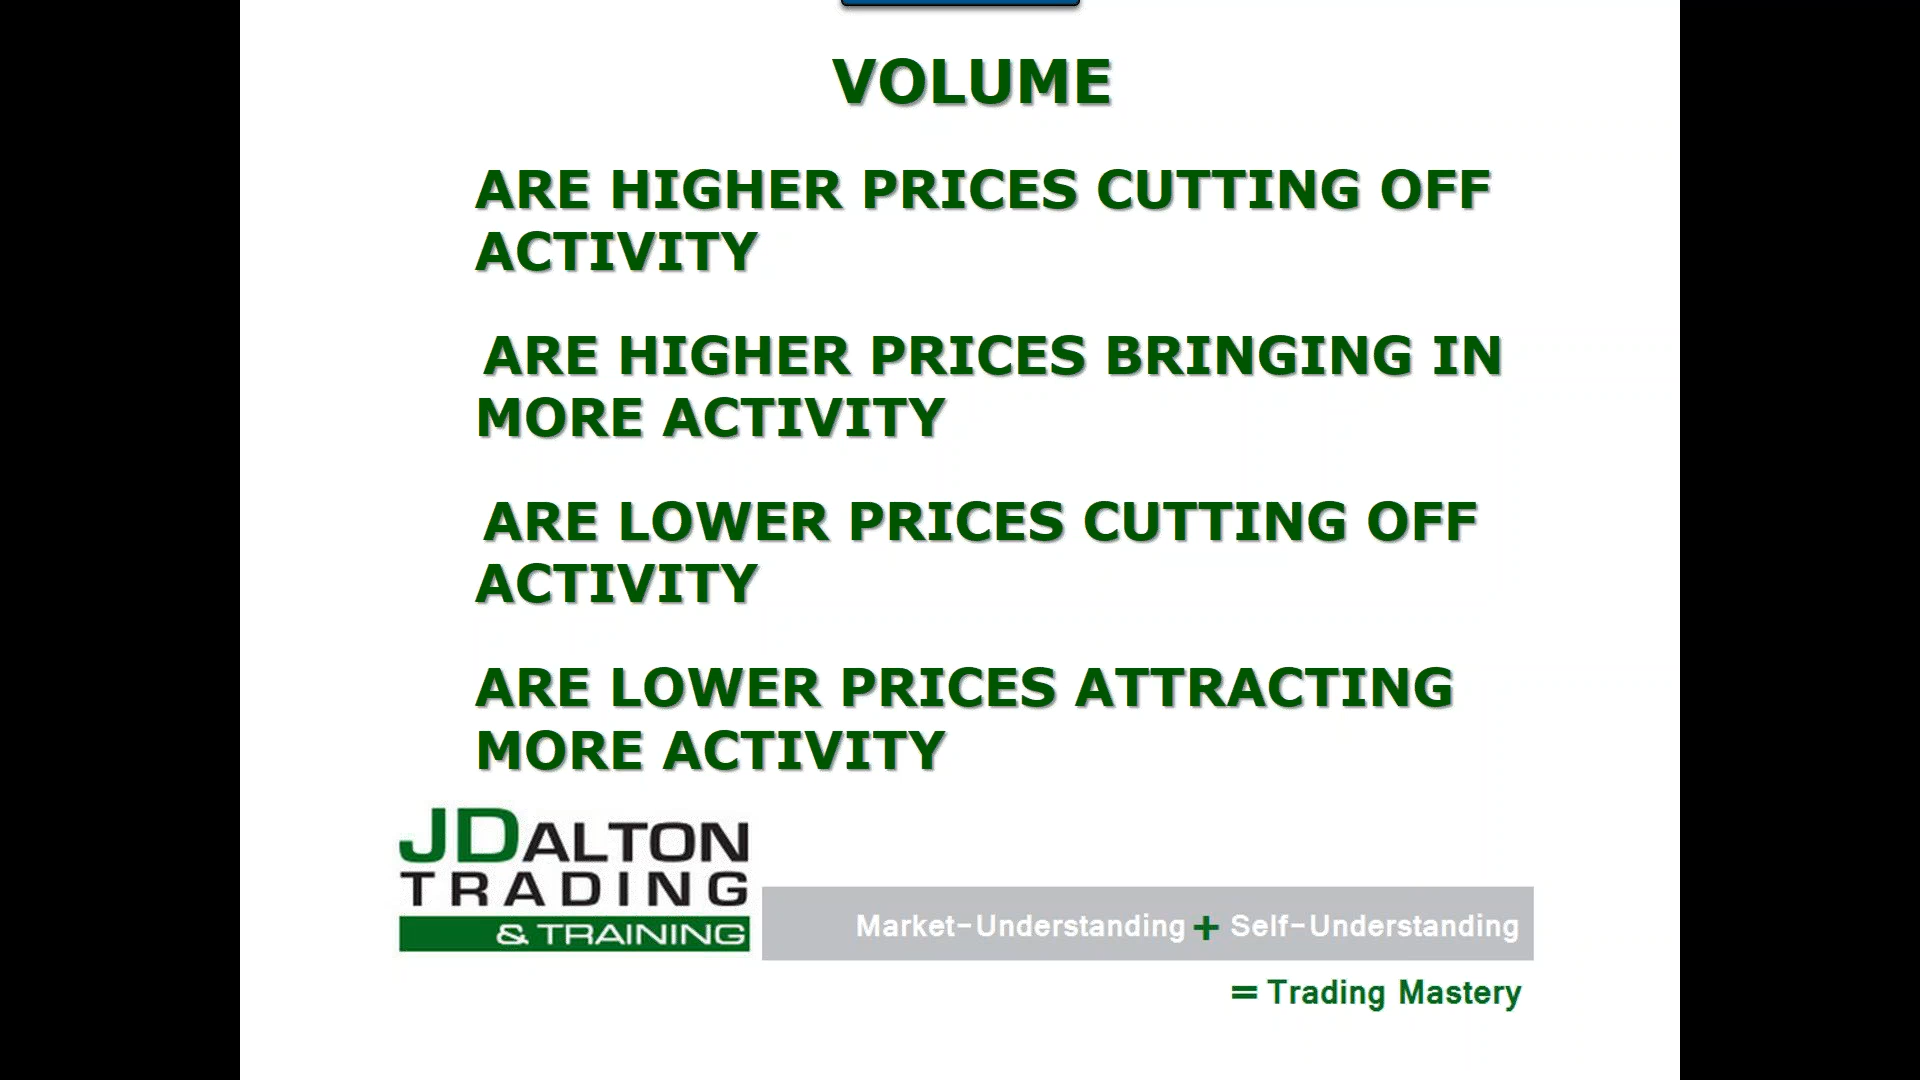 VOLUME
ARE HIGHER PRICES CUTTING OFF
ACTIVITY
ARE HIGHER PRICES BRINGING IN
MORE ACTIVITY
ARE LOWER PRICES CUTTING OFF
ACTIVITY
ARE LOWER PRICES ATTRACTING
MORE ACTIVITY
JDALTON
TRADING
& TRAINING
Market-Understanding + Self-Understanding
= Trading Mastery